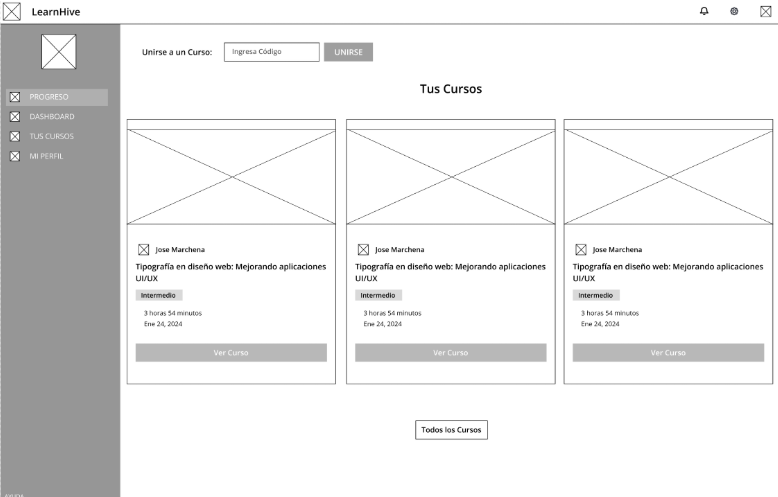 LearnHive
Unirse a un Curso: Ingresa Código UNIRSE
PROGRESO
DASHBOARD
TUS CURSOS
MI PERFIL
Tus Cursos
Jose Marchena
Tipografía en diseño web: Mejorando aplicaciones
UI/UX
Intermedio
3 horas 54 minutos
Ene 24, 2024
Ver Curso
Jose Marchena
Tipografía en diseño web: Mejorando aplicaciones
UI/UX
Intermedio
3 horas 54 minutos
Ene 24, 2024
Ver Curso
Jose Marchena
Tipografía en diseño web: Mejorando aplicaciones
UI/UX
Intermedio
3 horas 54 minutos
Ene 24, 2024
Ver Curso
Todos los Cursos